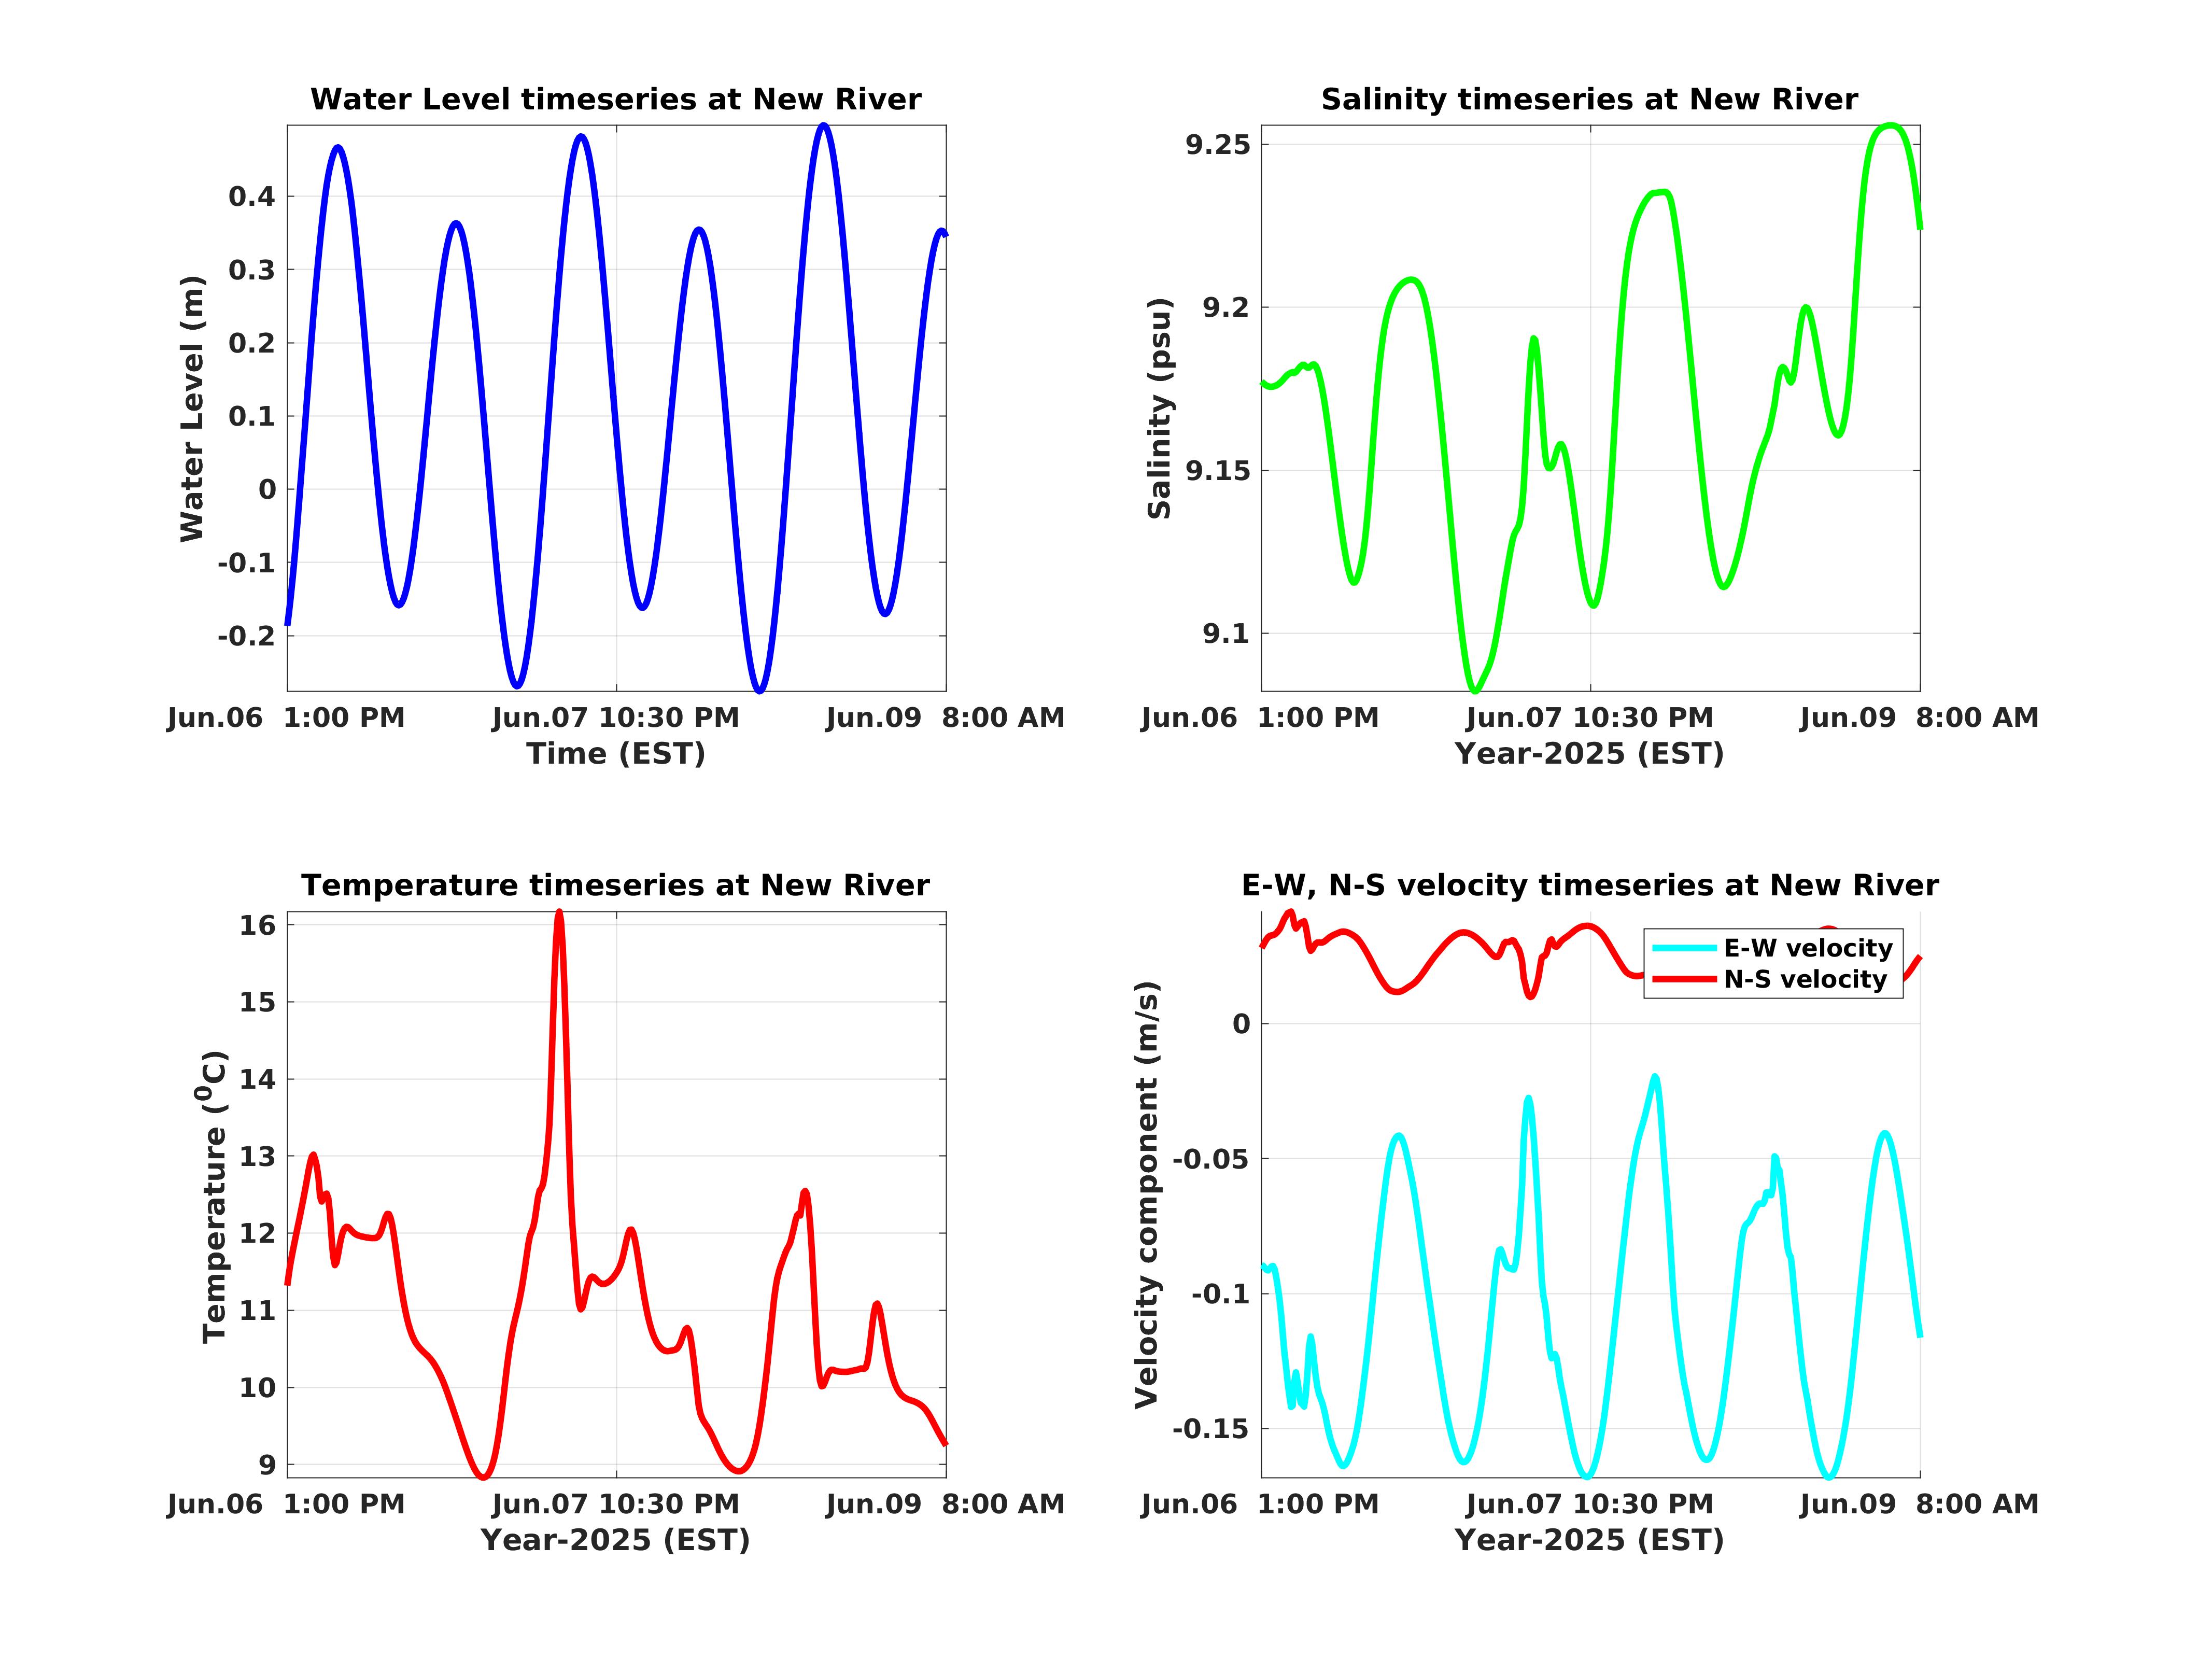 Water Level timeseries at New River
Water Level (m)
0.4
0.3
0.2
0.1
0
-0.1
-0.2
Jun.06 1:00 PM Jun.07 10:30 PM Jun.09 8:00 AM
Time (EST)
Salinity timeseries at New River
Salinity (psu)
9.25
9.2
9.15
9.1
Jun.06 1:00 PM Jun.07 10:30 PM Jun.09 8:00 AM
Year-2025 (EST)
Temperature timeseries at New River
Temperature (⁰C)
16
15
14
13
12
11
10
9
Jun.06 1:00 PM Jun.07 10:30 PM Jun.09 8:00 AM
Year-2025 (EST)
E-W, N-S velocity timeseries at New River
Velocity component (m/s)
E-W velocity
N-S velocity
0
-0.05
-0.1
-0.15
Jun.06 1:00 PM Jun.07 10:30 PM Jun.09 8:00 AM
Year-2025 (EST)